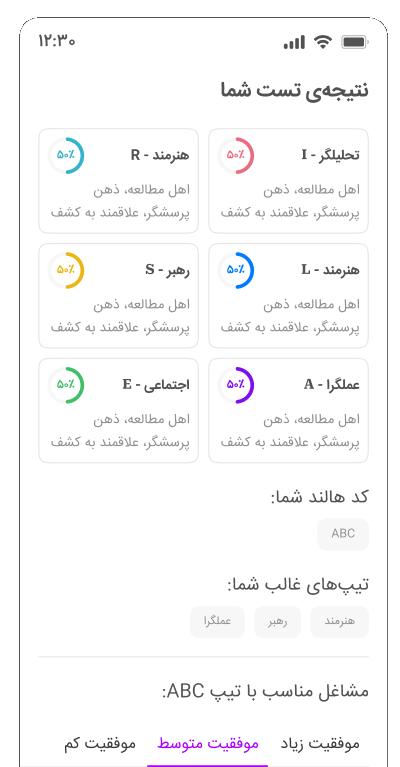 ۱۲:۳۰
نتیجه‌ی تست شما
تحلیلگر - I
۵۰٪
اهل مطالعه، ذهن
پرسشگر، علاقمند به کشف
هنرمند - R
۵۰٪
اهل مطالعه، ذهن
پرسشگر، علاقمند به کشف
هنرمند - L
۵۰٪
اهل مطالعه، ذهن
پرسشگر، علاقمند به کشف
رهبر - S
۵۰٪
اهل مطالعه، ذهن
پرسشگر، علاقمند به کشف
عملگرا - A
۵۰٪
اهل مطالعه، ذهن
پرسشگر، علاقمند به کشف
اجتماعی - E
۵۰٪
اهل مطالعه، ذهن
پرسشگر، علاقمند به کشف
کد هالند شما:
ABC
تیپ‌های غالب شما:
هنرمند
رهبر
عملگرا
مشاغل مناسب با تیپ ABC:
موفقیت زیاد
موفقیت متوسط
موفقیت کم